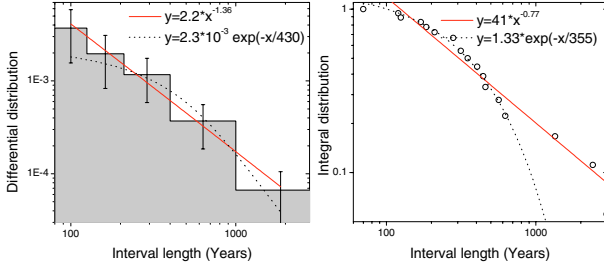 y=2.2*x^-1.36
y=2.3*10^-3 exp(-x/430)
1E-3
1E-4
Differential distribution
100
1000
Interval length (Years)
y=41*x^-0.77
y=1.33*exp(-x/355)
1
0.1
Integral distribution
100
1000
Interval length (Years)